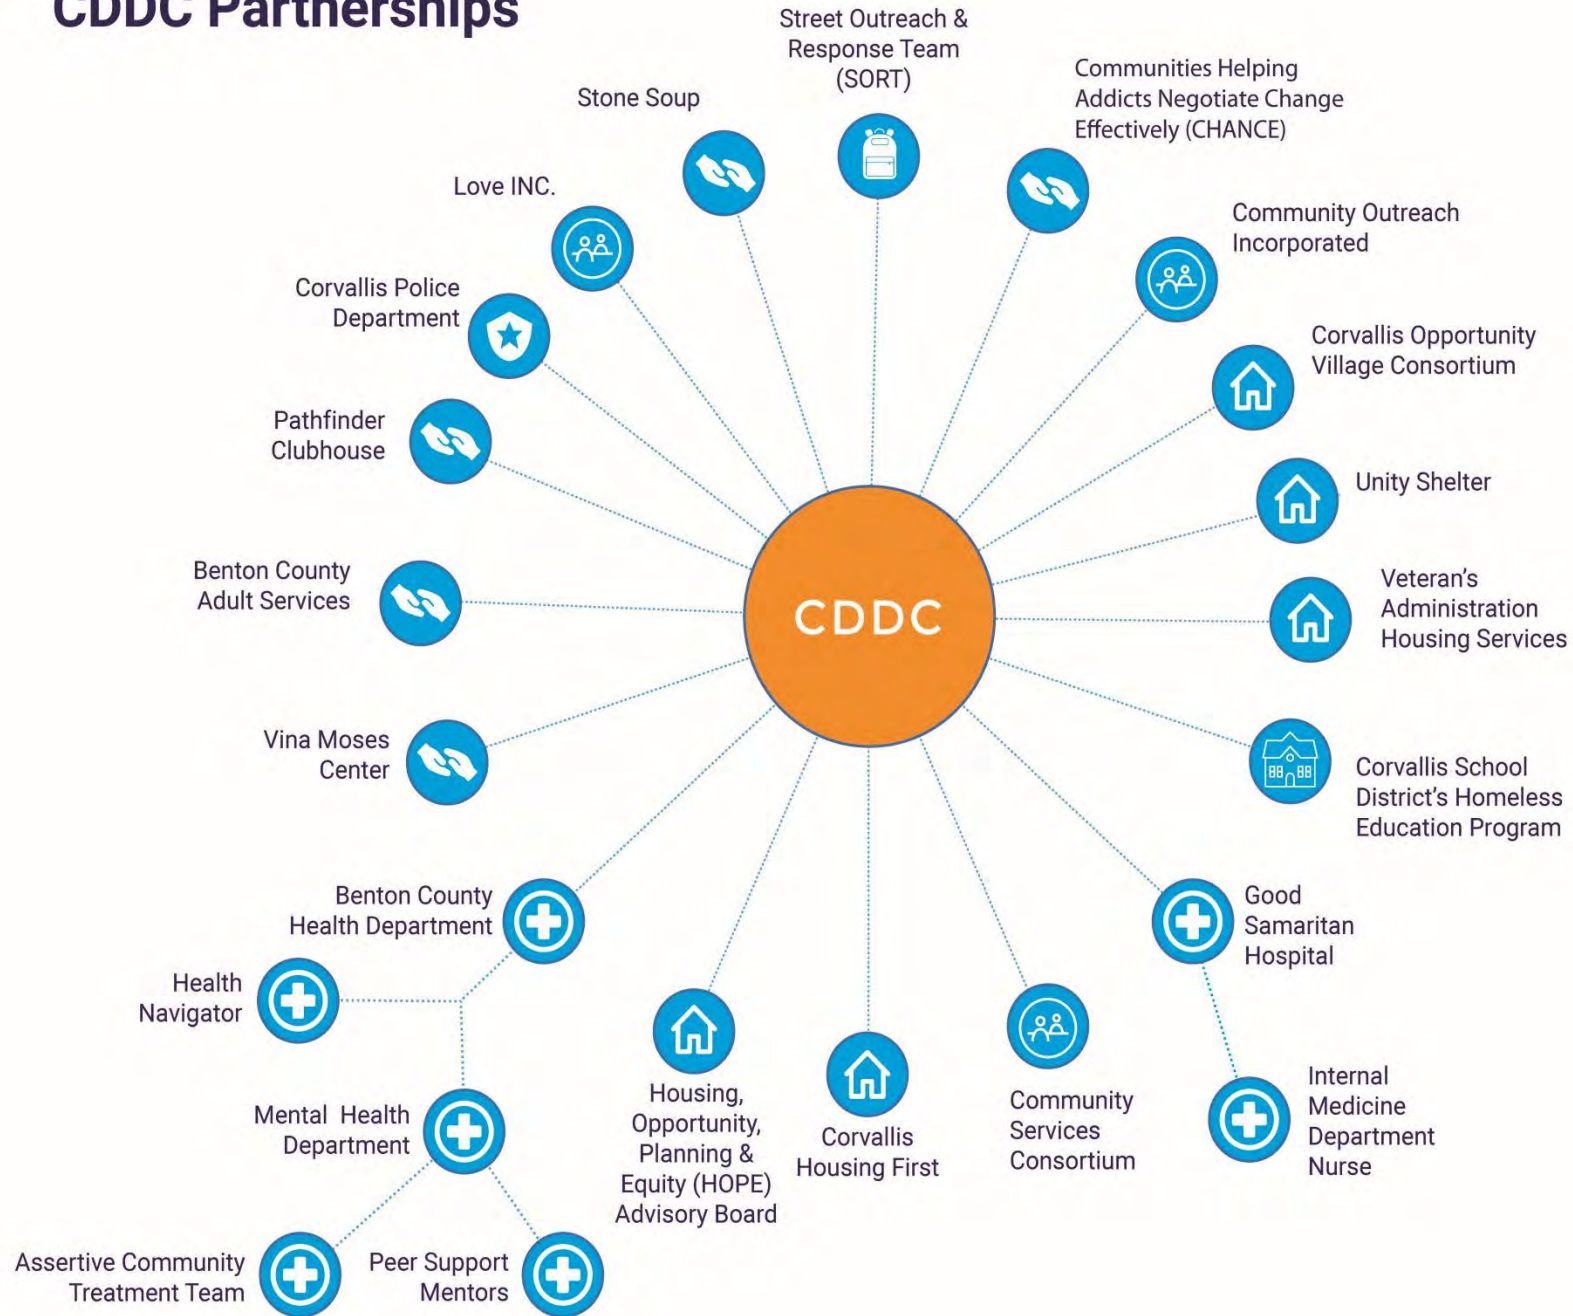 CDDC Partnerships
Street Outreach &
Response Team
(SORT)
Communities Helping
Addicts Negotiate Change
Effectively (CHANCE)
Stone Soup
Love INC.
Community Outreach
Incorporated
Corvallis Police
Department
Corvallis Opportunity
Village Consortium
Pathfinder
Clubhouse
Unity Shelter
Benton County
Adult Services
CDDC
Veteran's
Administration
Housing Services
Vina Moses
Center
Corvallis School
District's Homeless
Education Program
Benton County
Health Department
Good
Samaritan
Hospital
Health
Navigator
Mental Health
Department
Housing,
Opportunity,
Planning &
Equity (HOPE)
Advisory Board
Corvallis
Housing First
Community
Services
Consortium
Internal
Medicine
Department
Nurse
Assertive Community
Treatment Team
Peer Support
Mentors